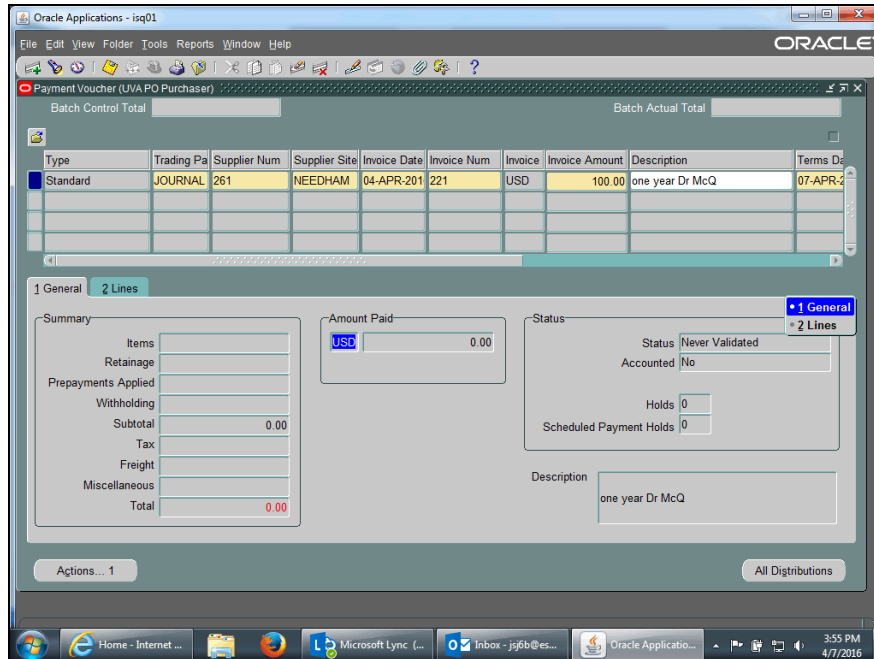 Oracle Applications - isq01
File Edit View Folder Tools Reports Window Help
ORACLE
Payment Voucher (UVA PO Purchaser)
Batch Control Total
Batch Actual Total
Type Trading Pa Supplier Num Supplier Site Invoice Date Invoice Num Invoice Invoice Amount Description Terms Da
Standard JOURNAL 261 NEEDHAM 04-APR-201 221 USD 100.00 one year Dr McQ 07-APR-2
1 General 2 Lines
• 1 General
• 2 Lines
Summary
Amount Paid
Status
Items
USD 0.00
Status Never Validated
Retainage
Accounted No
Prepayments Applied
Withholding
Holds 0
Subtotal 0.00
Scheduled Payment Holds 0
Tax
Freight
Miscellaneous
Description one year Dr McQ
Total 0.00
Actions... 1
All Distributions
Home - Internet ...
Microsoft Lync (...
Inbox - jsj6b@es...
Oracle Applicatio...
3:55 PM
4/7/2016